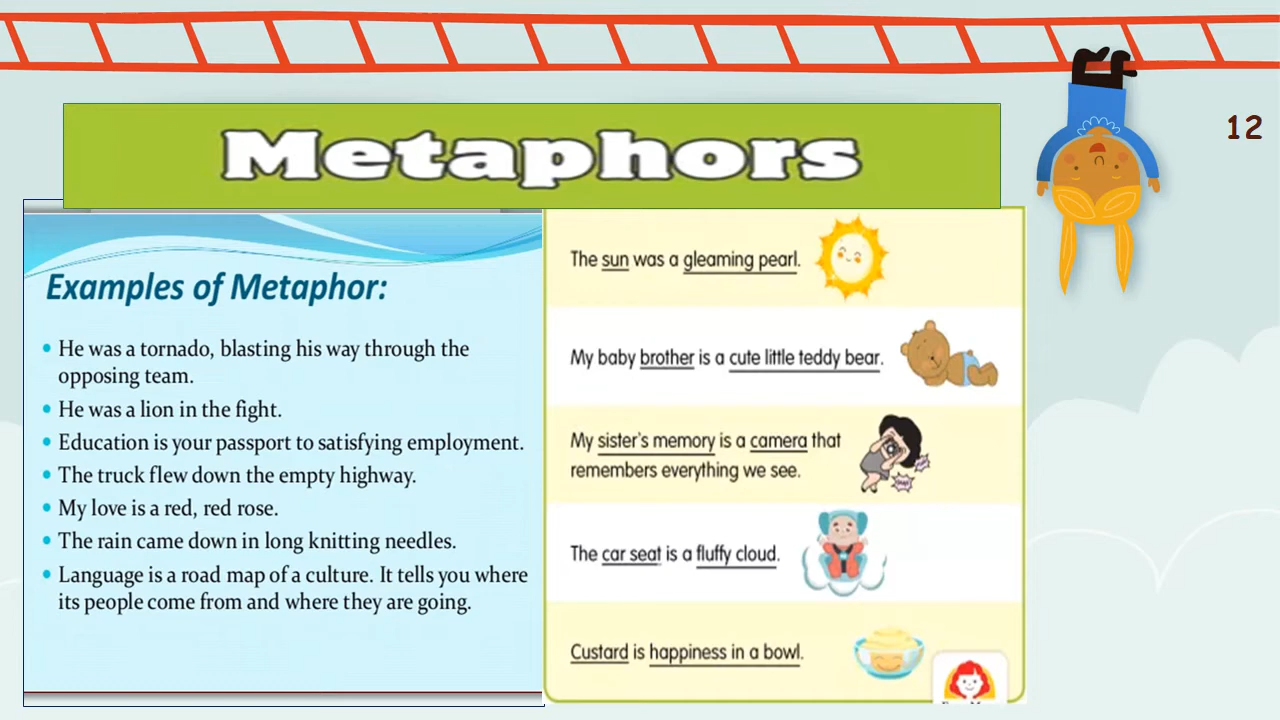 Metaphors
12
Examples of Metaphor:
• He was a tornado, blasting his way through the
opposing team.
• He was a lion in the fight.
• Education is your passport to satisfying employment.
• The truck flew down the empty highway.
• My love is a red, red rose.
• The rain came down in long knitting needles.
• Language is a road map of a culture. It tells you where
its people come from and where they are going.
The sun was a gleaming pearl.
My baby brother is a cute little teddy bear.
My sister's memory is a camera that
remembers everything we see.
The car seat is a fluffy cloud.
Custard is happiness in a bowl.